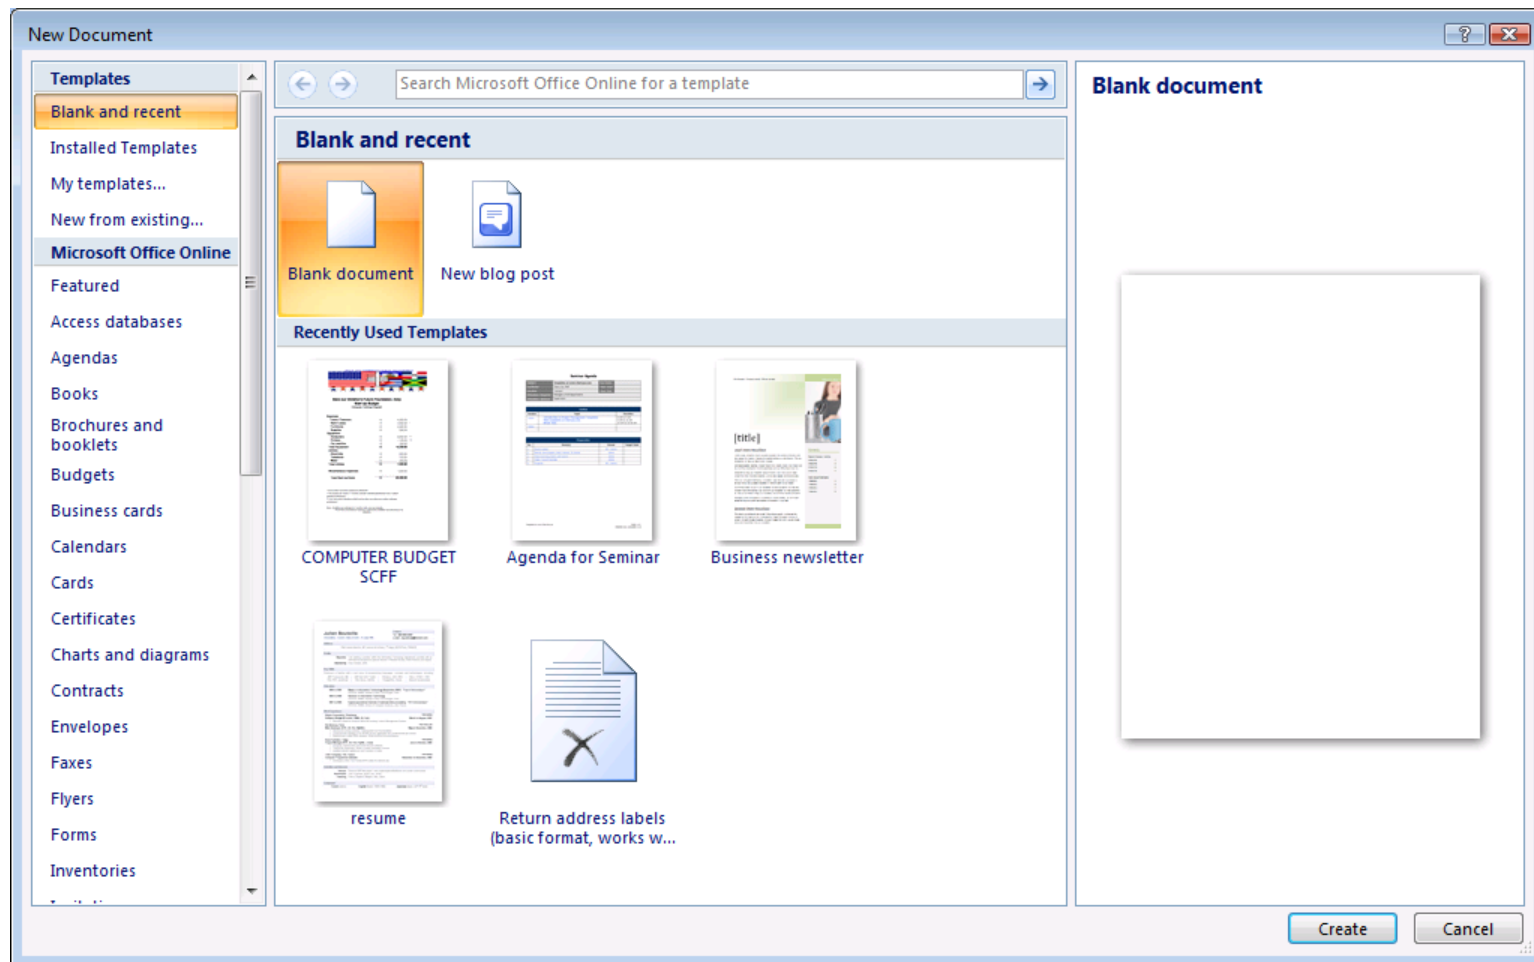 New Document
Templates
Blank and recent
Installed Templates
My templates...
New from existing...
Microsoft Office Online
Featured
Access databases
Agendas
Books
Brochures and
booklets
Budgets
Business cards
Calendars
Cards
Certificates
Charts and diagrams
Contracts
Envelopes
Faxes
Flyers
Forms
Inventories
Search Microsoft Office Online for a template
Blank and recent
Blank document
New blog post
Recently Used Templates
[title]
COMPUTER BUDGET
SCFF
Agenda for Seminar
Business newsletter
resume
Return address labels
(basic format, works w...
Blank document
Create
Cancel